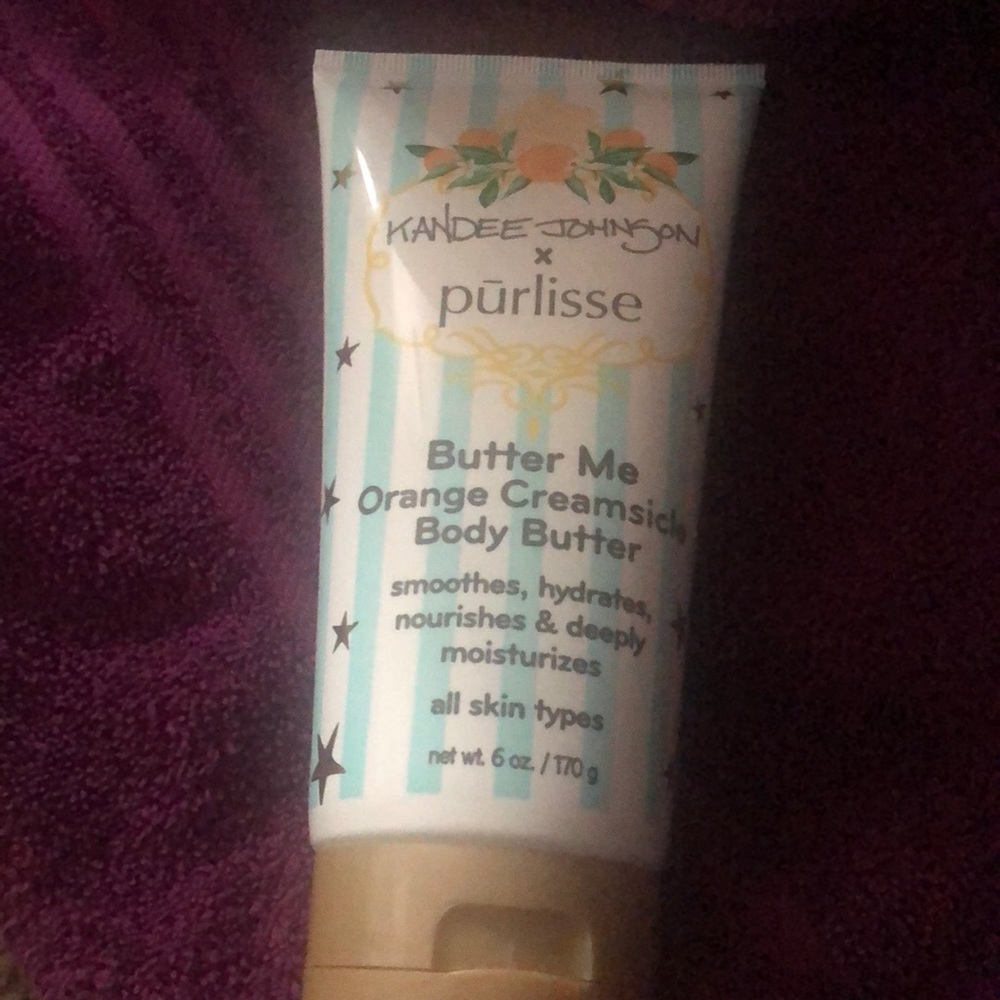 KANDEE JOHNSON
x
pūrlisse
Butter Me
Orange Creamsicle
Body Butter
smoothes, hydrates,
nourishes & deeply
moisturizes
all skin types
net wt. 6 oz. / 170 g